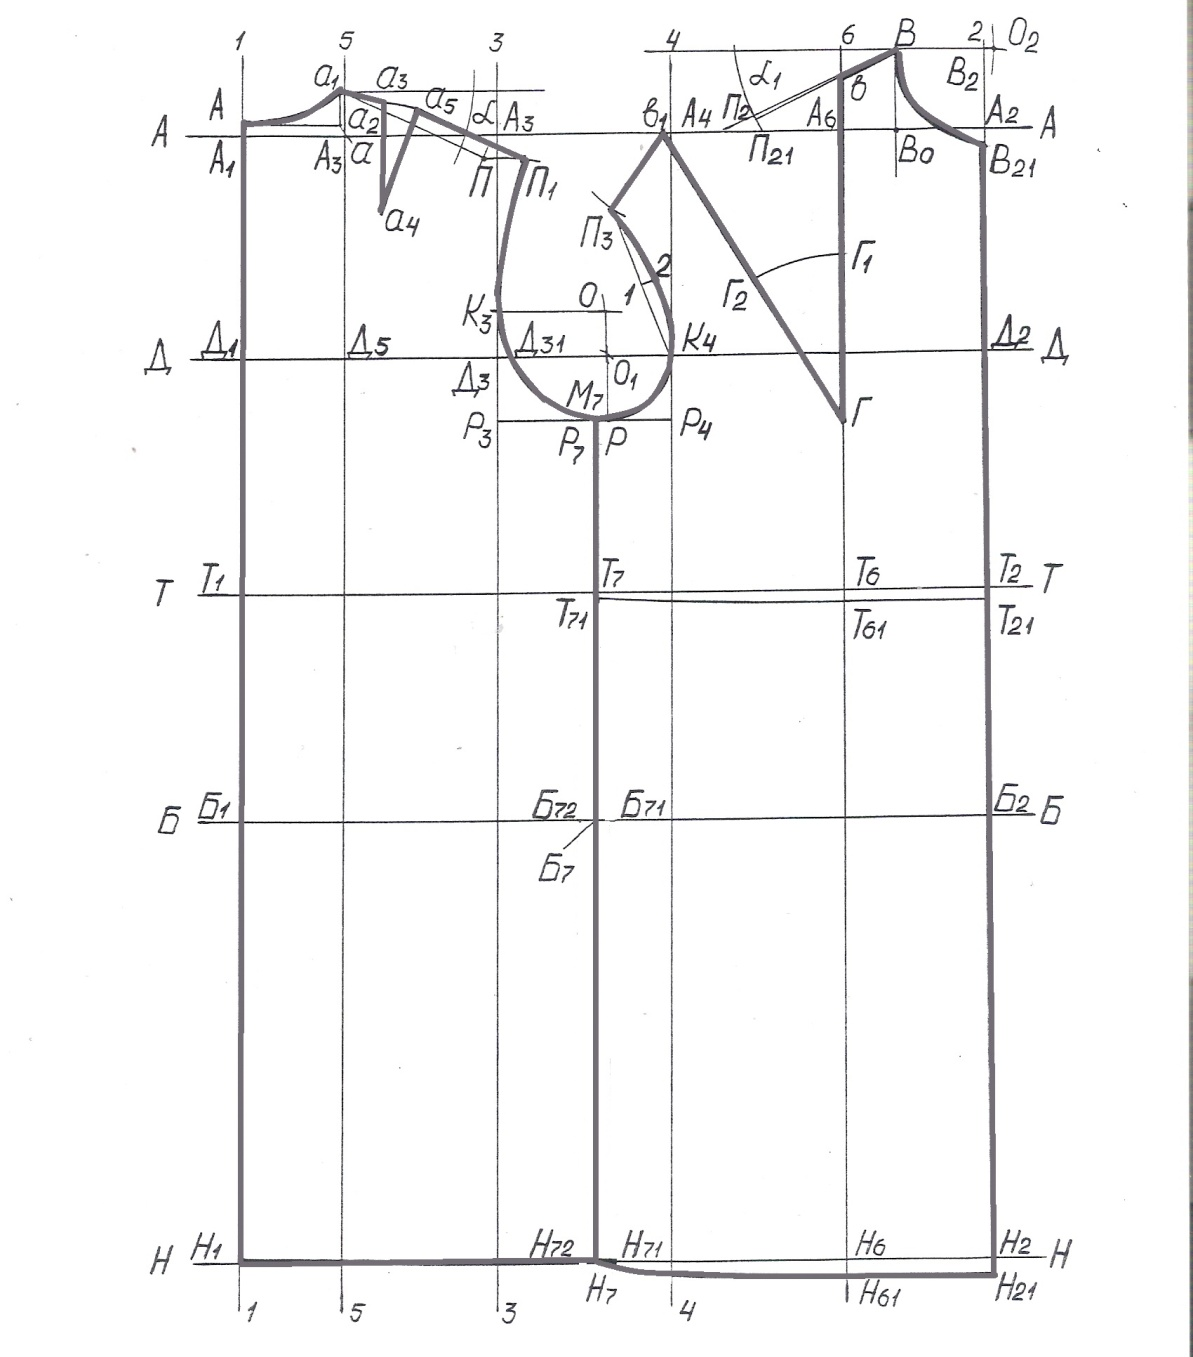 1 5 3 4 6 В 2 О2
а1 а3 α1 в В2
А а2 а5 α А3 в1 А4 П2 А6 А2
А А1 А3 а П П1 П21 В0 В21 А
а4 П3
2 Г1
К3 О 1 Г2
Д Д1 Д5 Д31 К4 Д2 Д
Д3 О1
М7 Г
Р3 Р7 Р Р4
Т Т1 Т7 Т6 Т2 Т
Т71 Т61 Т21
Б Б1 Б72 Б71 Б2 Б
Б7
Н Н1 Н72 Н71 Н6 Н2 Н
Н7 Н61 Н21
1 5 3 4